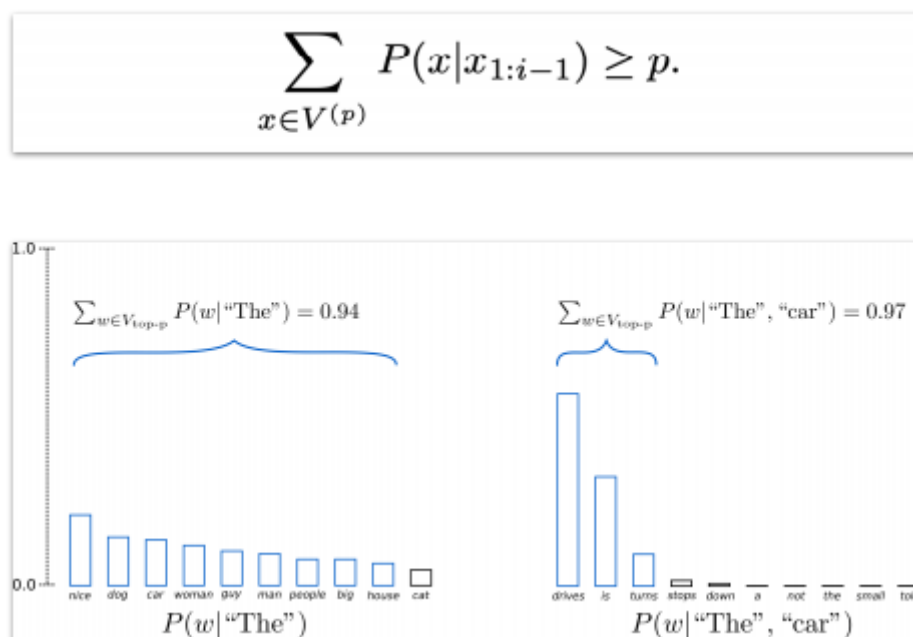 ∑ P(x|x₁:ᵢ₋₁) ≥ p.
x∈V⁽ᵖ⁾
1.0
∑w∈Vtop-p P(w|“The”) = 0.94
∑w∈Vtop-p P(w|“The”, “car”) = 0.97
0.0
nice dog car woman guy man people big house cat
drives is turns stops down a not the small
P(w|“The”)
P(w|“The”, “car”)